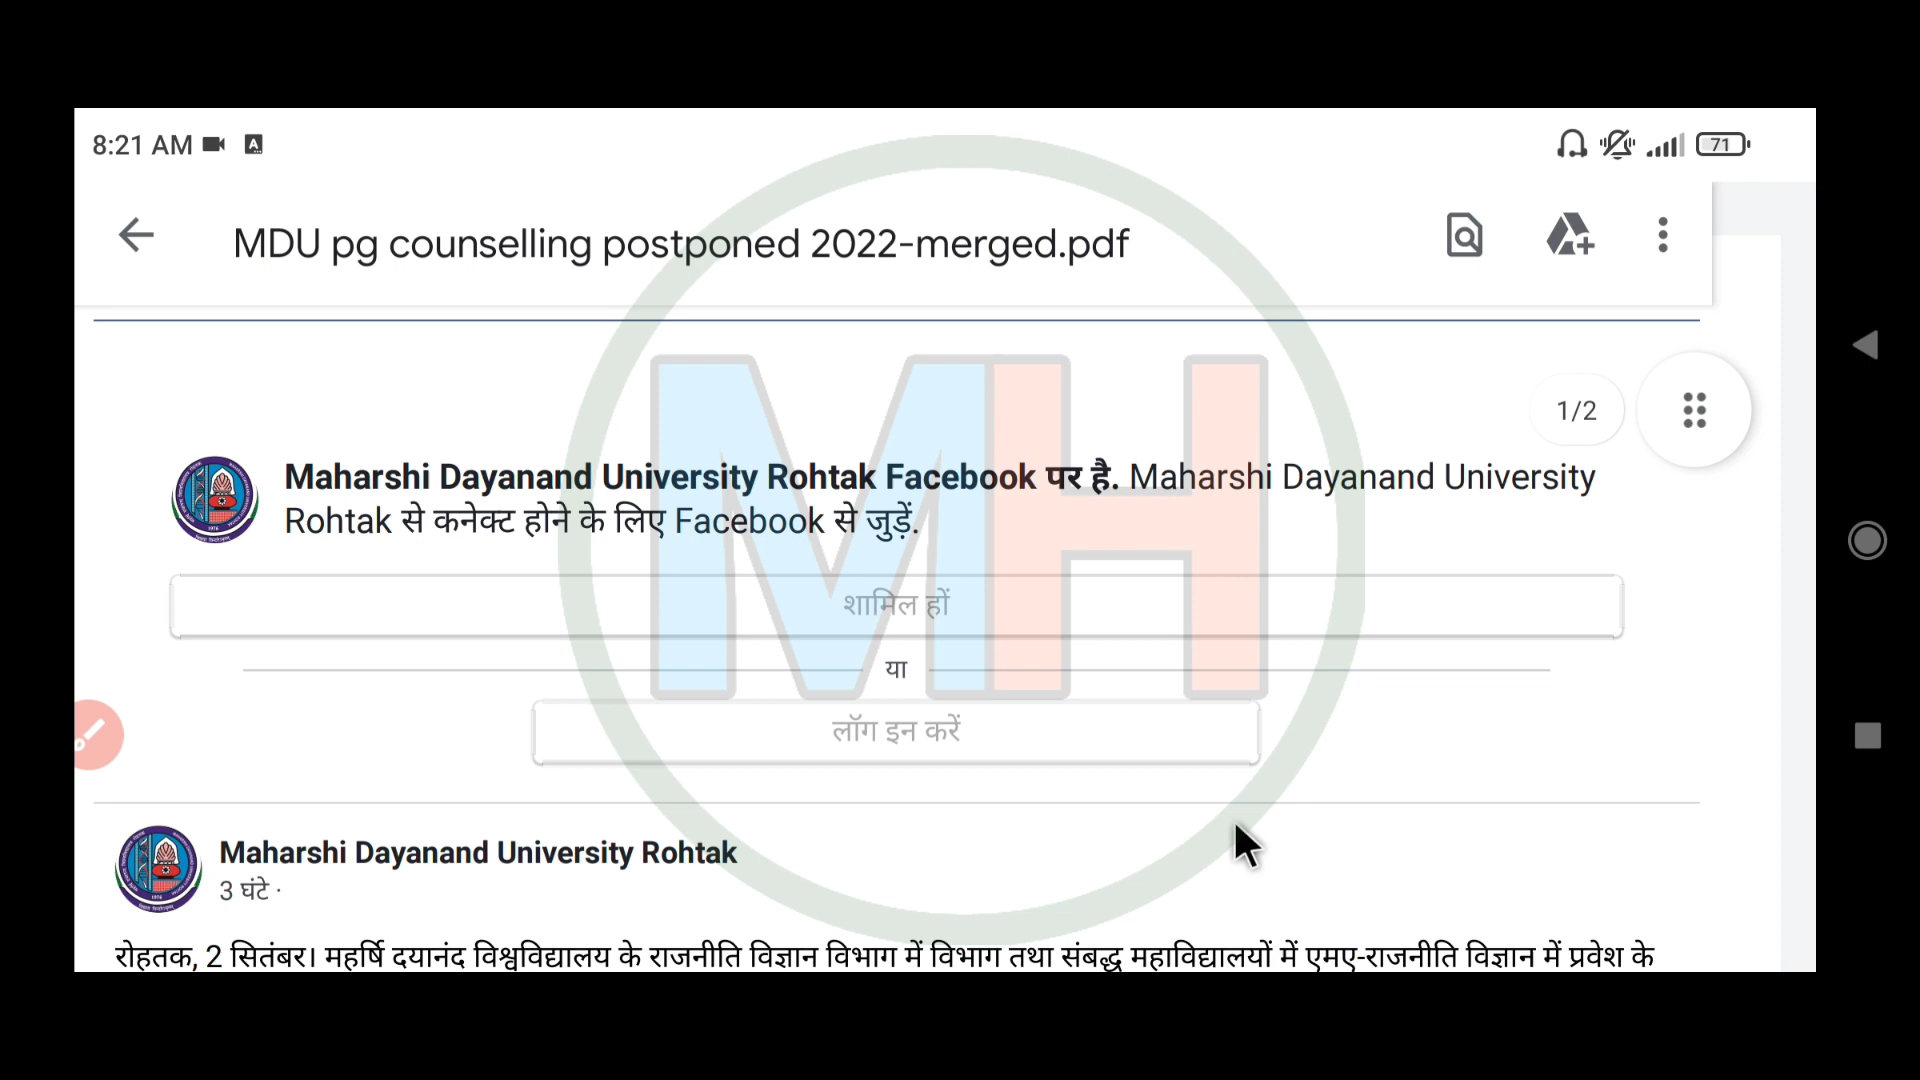 8:21 AM
71
MDU pg counselling postponed 2022-merged.pdf
1/2
Maharshi Dayanand University Rohtak Facebook पर है. Maharshi Dayanand University
Rohtak से कनेक्ट होने के लिए Facebook से जुड़ें.
शामिल हों
या
लॉग इन करें
MH
Maharshi Dayanand University Rohtak
3 घंटे ·
रोहतक, 2 सितंबर। महर्षि दयानंद विश्वविद्यालय के राजनीति विज्ञान विभाग में विभाग तथा संबद्ध महाविद्यालयों में एमए-राजनीति विज्ञान में प्रवेश के